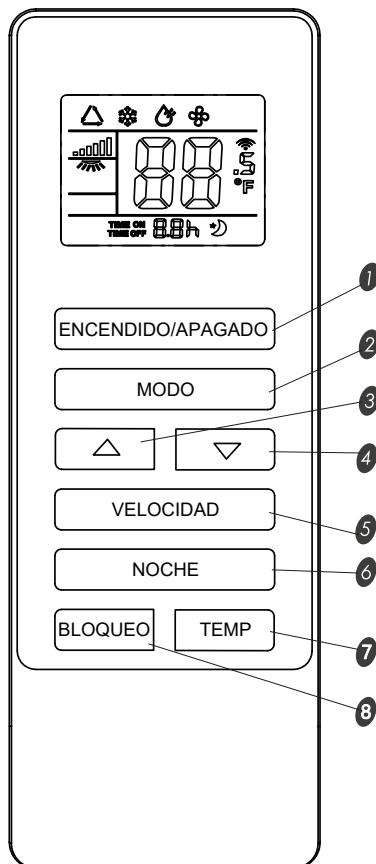 88
.5
°F
TIME ON
TIME OFF
8.8h
1
ENCENDIDO/APAGADO
2
MODO
3
4
VELOCIDAD
5
NOCHE
6
BLOQUEO TEMP
7
8